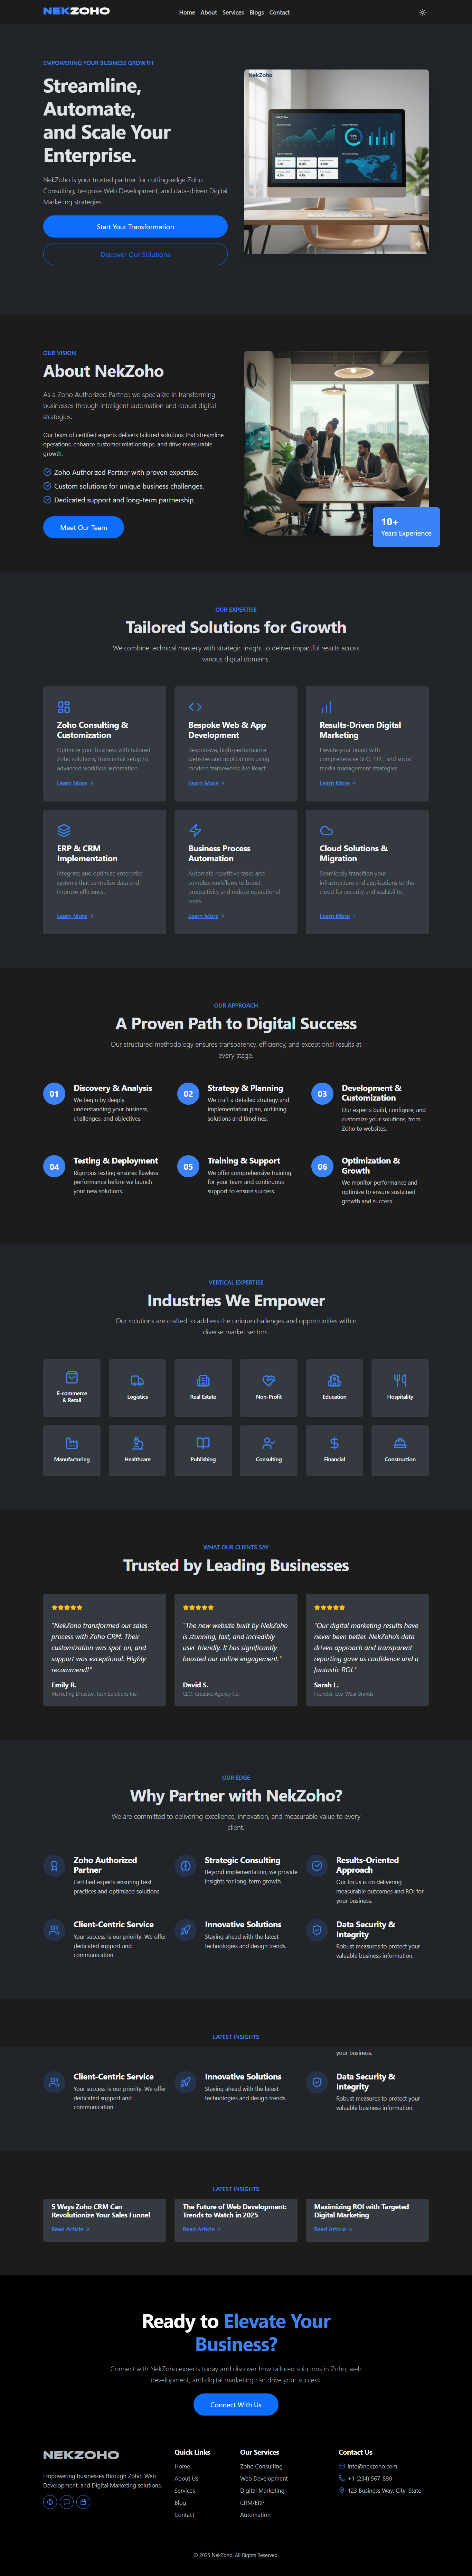 NEKZOHO
Home About Services Blogs Contact
EMPOWERING YOUR BUSINESS GROWTH
Streamline,
Automate,
and Scale Your
Enterprise.
NekZoho is your trusted partner for cutting-edge Zoho
Consulting, bespoke Web Development, and data-driven Digital
Marketing strategies.
Start Your Transformation
Discover Our Solutions
NekZoho
OUR VISION
About NekZoho
As a Zoho Authorized Partner, we specialize in transforming
businesses through intelligent automation and robust digital
strategies.
Our team of certified experts delivers tailored solutions that streamline
operations, enhance customer relationships, and drive measurable
growth.
Zoho Authorized Partner with proven expertise.
Custom solutions for unique business challenges.
Dedicated support and long-term partnership.
Meet Our Team
10+
Years Experience
OUR EXPERTISE
Tailored Solutions for Growth
We combine technical mastery with strategic insight to deliver impactful results across
various digital domains.
Zoho Consulting &
Customization
Optimize your business with tailored
Zoho solutions, from initial setup to
advanced workflow automation.
Learn More →
Bespoke Web & App
Development
Responsive, high-performance
websites and applications using
modern frameworks like React.
Learn More →
Results-Driven Digital
Marketing
Elevate your brand with
comprehensive SEO, PPC, and social
media management strategies.
Learn More →
ERP & CRM
Implementation
Integrate and optimize enterprise
systems that centralize data and
improve efficiency.
Learn More →
Business Process
Automation
Automate repetitive tasks and
complex workflows to boost
productivity and reduce operational
costs.
Learn More →
Cloud Solutions &
Migration
Seamlessly transition your
infrastructure and applications to the
cloud for security and scalability.
Learn More →
OUR APPROACH
A Proven Path to Digital Success
Our structured methodology ensures transparency, efficiency, and exceptional results at
every stage.
01
Discovery & Analysis
We begin by deeply
understanding your business,
challenges, and objectives.
02
Strategy & Planning
We craft a detailed strategy and
implementation plan, outlining
solutions and timelines.
03
Development &
Customization
Our experts build, configure, and
customize your solutions, from
Zoho to websites.
04
Testing & Deployment
Rigorous testing ensures flawless
performance before we launch
your new solutions.
05
Training & Support
We offer comprehensive training
for your team and continuous
support to ensure success.
06
Optimization &
Growth
We monitor performance and
optimize to ensure sustained
growth and success.
VERTICAL EXPERTISE
Industries We Empower
Our solutions are crafted to address the unique challenges and opportunities within
diverse market sectors.
E-commerce
& Retail
Logistics
Real Estate
Non-Profit
Education
Hospitality
Manufacturing
Healthcare
Publishing
Consulting
Financial
Construction
WHAT OUR CLIENTS SAY
Trusted by Leading Businesses
"NekZoho transformed our sales
process with Zoho CRM. Their
customization was spot-on, and
support was exceptional. Highly
recommend!"
Emily R.
Marketing Director, Tech Solutions Inc.
"The new website built by NekZoho
is stunning, fast, and incredibly
user-friendly. It has significantly
boosted our online engagement."
David S.
CEO, Creative Agency Co.
"Our digital marketing results have
never been better. NekZoho's data-
driven approach and transparent
reporting gave us confidence and a
fantastic ROI."
Sarah L.
Founder, Eco-Wear Brands
OUR EDGE
Why Partner with NekZoho?
We are committed to delivering excellence, innovation, and measurable value to every
client.
Zoho Authorized
Partner
Certified experts ensuring best
practices and optimized solutions.
Strategic Consulting
Beyond implementation, we provide
insights for long-term growth.
Results-Oriented
Approach
Our focus is on delivering
measurable outcomes and ROI for
your business.
Client-Centric Service
Your success is our priority. We offer
dedicated support and
communication.
Innovative Solutions
Staying ahead with the latest
technologies and design trends.
Data Security &
Integrity
Robust measures to protect your
valuable business information.
LATEST INSIGHTS
your business.
Client-Centric Service
Your success is our priority. We offer
dedicated support and
communication.
Innovative Solutions
Staying ahead with the latest
technologies and design trends.
Data Security &
Integrity
Robust measures to protect your
valuable business information.
LATEST INSIGHTS
5 Ways Zoho CRM Can
Revolutionize Your Sales Funnel
Read Article →
The Future of Web Development:
Trends to Watch in 2025
Read Article →
Maximizing ROI with Targeted
Digital Marketing
Read Article →
Ready to Elevate Your
Business?
Connect with NekZoho experts today and discover how tailored solutions in Zoho, web
development, and digital marketing can drive your success.
Connect With Us
NEKZOHO
Empowering businesses through Zoho, Web
Development, and Digital Marketing solutions.
Quick Links
Home
About Us
Services
Blog
Contact
Our Services
Zoho Consulting
Web Development
Digital Marketing
CRM/ERP
Automation
Contact Us
info@nekzoho.com
+1 (234) 567-890
123 Business Way, City, State
© 2025 NekZoho. All Rights Reserved.